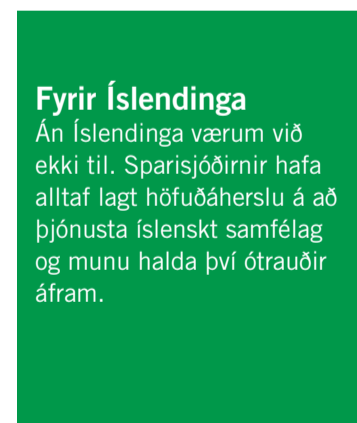 Fyrir Íslendinga
Án Íslendinga værum við
ekki til. Sparisjóðirnir hafa
alltaf lagt höfuðáherslu á að
þjónusta íslenskt samfélag
og munu halda því ótrauðir
áfram.